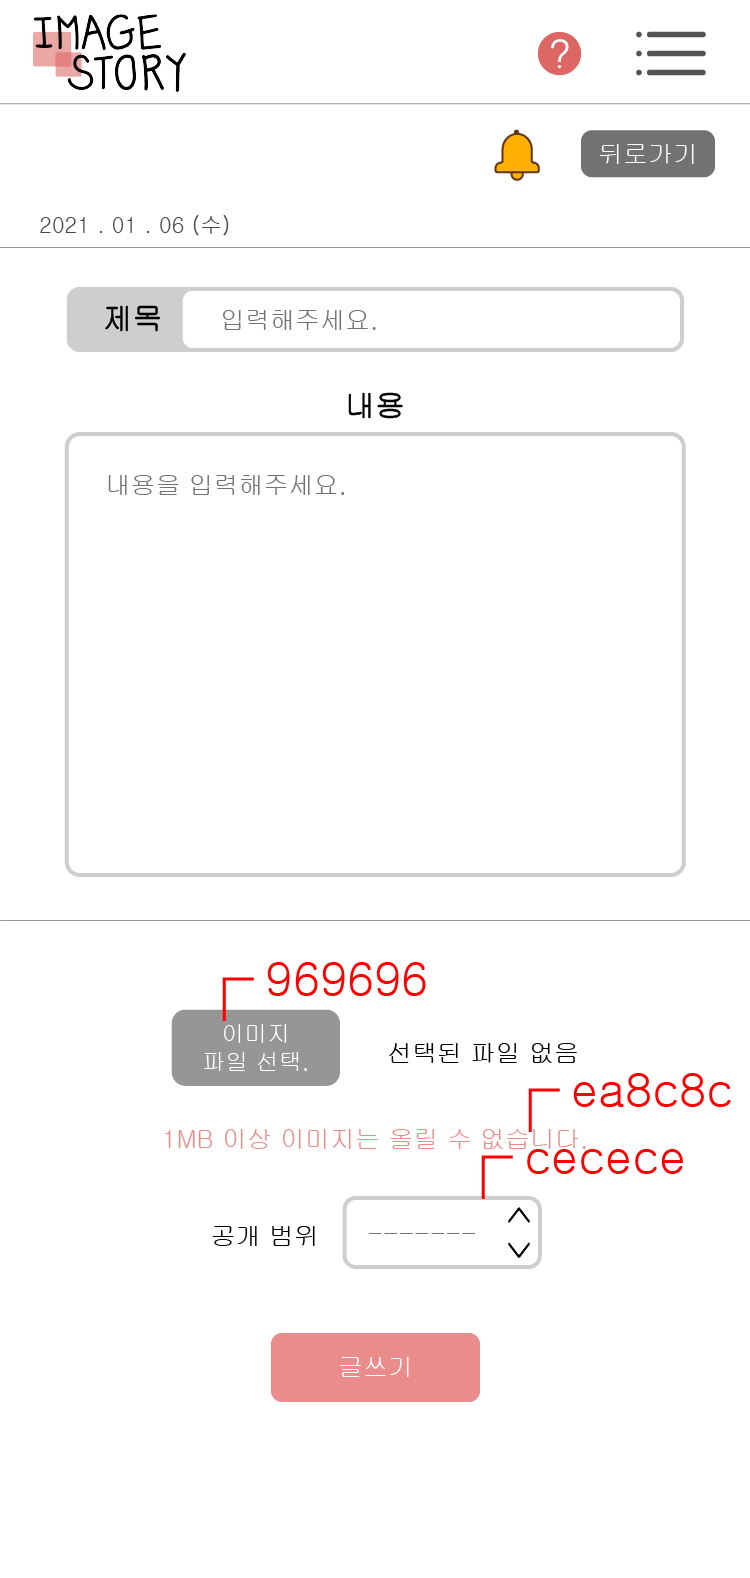 IMAGE
STORY
?
뒤로가기
2021 . 01 . 06 (수)
제목 입력해주세요.
내용
내용을 입력해주세요.
969696
이미지
파일 선택.
선택된 파일 없음
ea8c8c
1MB 이상 이미지는 올릴 수 없습니다.
cecece
공개 범위 -------
글쓰기